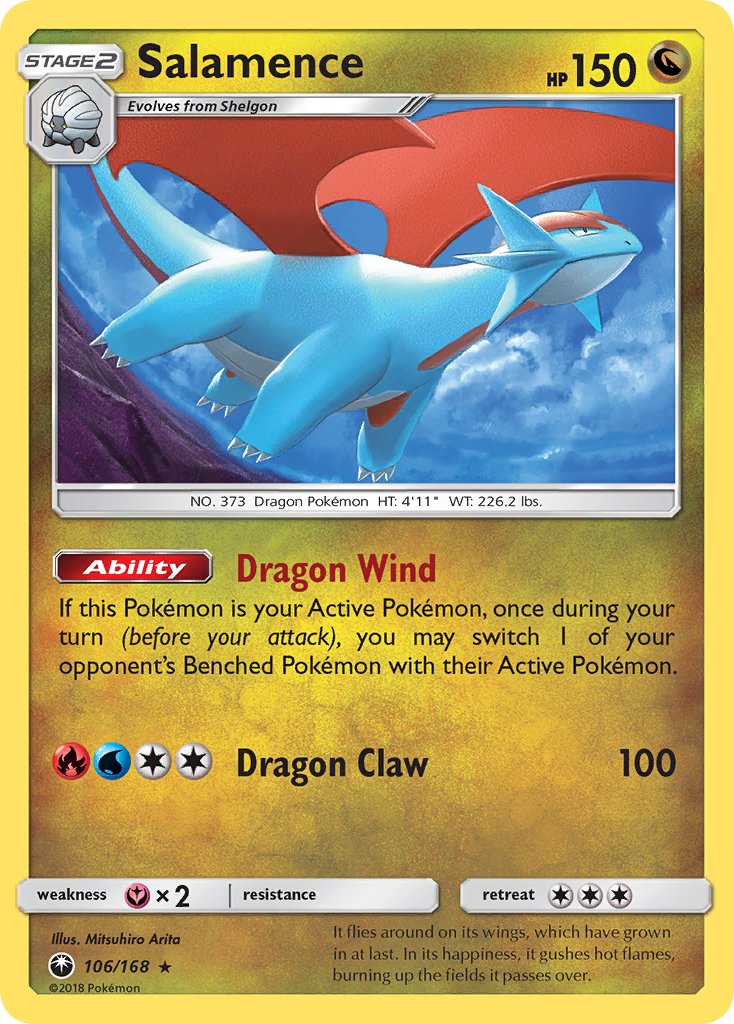 STAGE2
Salamence
HP150
Evolves from Shelgon
NO. 373 Dragon Pokémon HT: 4'11" WT: 226.2 lbs.
Ability Dragon Wind
If this Pokémon is your Active Pokémon, once during your
turn (before your attack), you may switch 1 of your
opponent's Benched Pokémon with their Active Pokémon.
Dragon Claw 100
weakness ×2 resistance retreat
Illus. Mitsuhiro Arita
106/168 ★
©2018 Pokémon
It flies around on its wings, which have grown
in at last. In its happiness, it gushes hot flames,
burning up the fields it passes over.